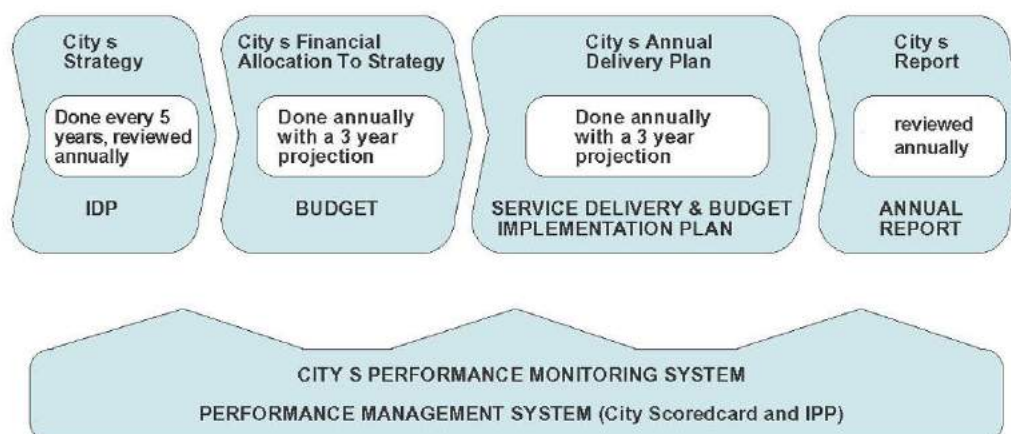 City s
Strategy
Done every 5
years, reviewed
annually
IDP
City s Financial
Allocation To Strategy
Done annually
with a 3 year
projection
BUDGET
City s Annual
Delivery Plan
Done annually
with a 3 year
projection
SERVICE DELIVERY & BUDGET
IMPLEMENTATION PLAN
City s
Report
reviewed
annually
ANNUAL
REPORT
CITY S PERFORMANCE MONITORING SYSTEM
PERFORMANCE MANAGEMENT SYSTEM (City Scoredcard and IPP)